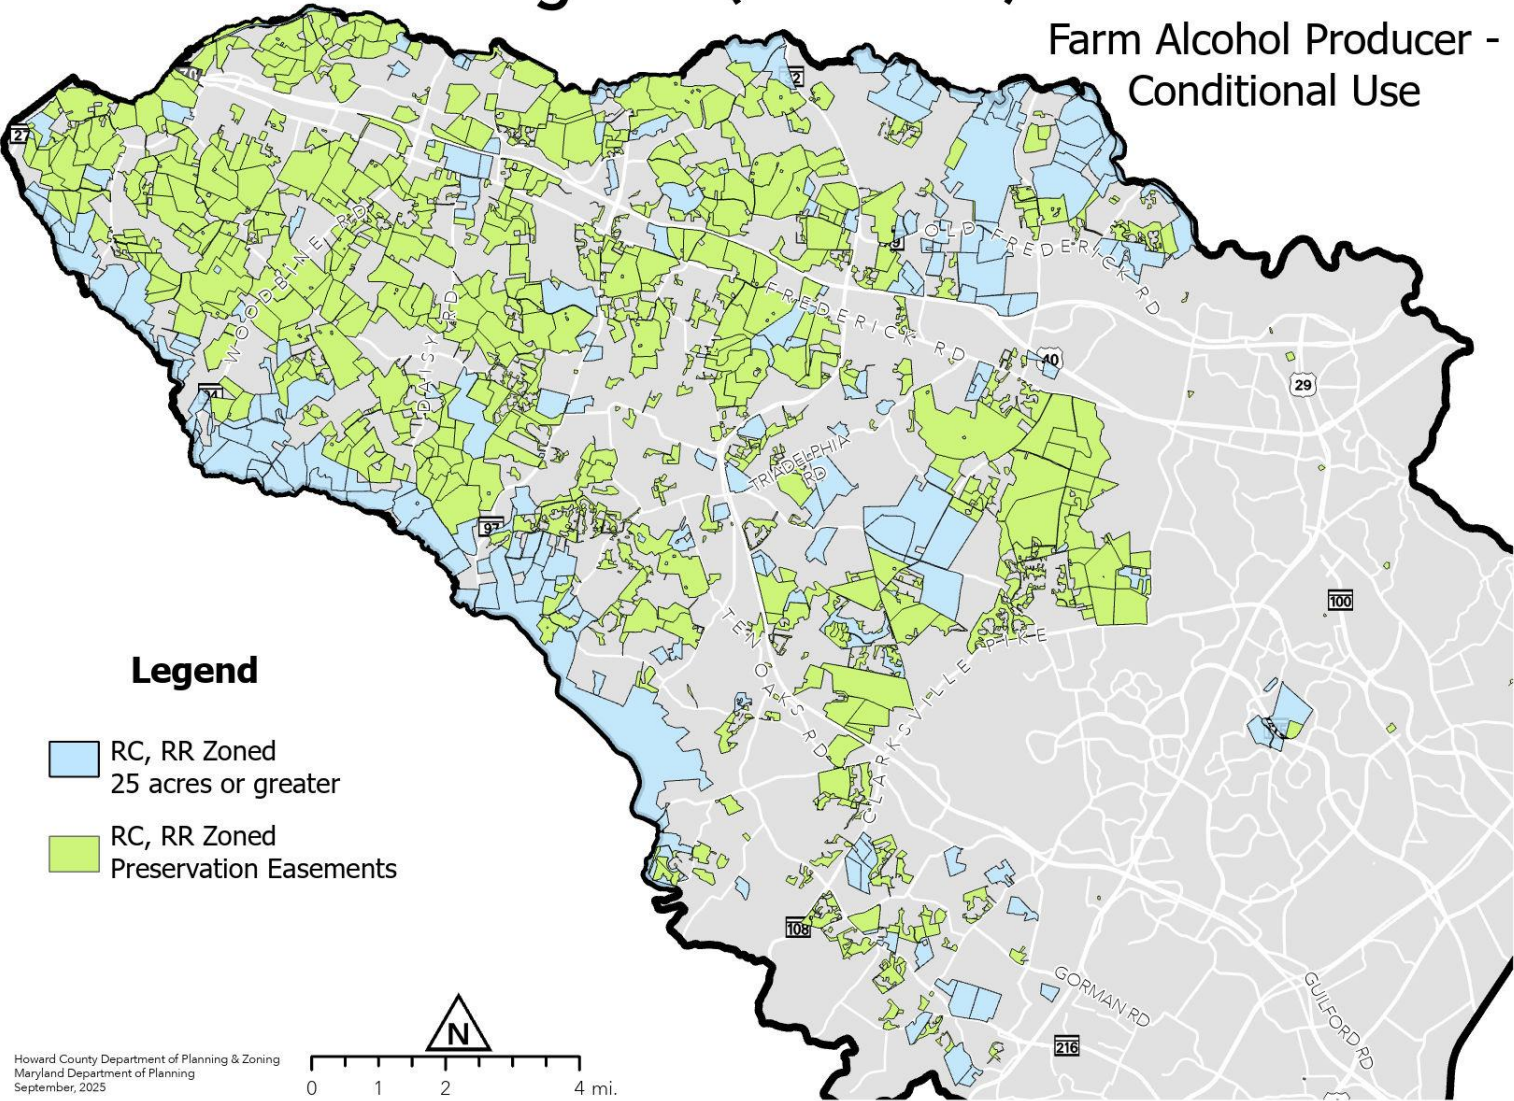 Farm Alcohol Producer -
Conditional Use
27
OLD FREDERICK RD
WOODBINE RD
DAISY RD
FREDERICK RD
40
29
TRIADELPHIA
RD
97
100
TEN OAKS RD
CLARKSVILLE PIKE
Legend
RC, RR Zoned
25 acres or greater
RC, RR Zoned
Preservation Easements
108
GORMAN RD
GUILFORD RD
216
N
Howard County Department of Planning & Zoning
Maryland Department of Planning
September, 2025
0 1 2 4 mi.